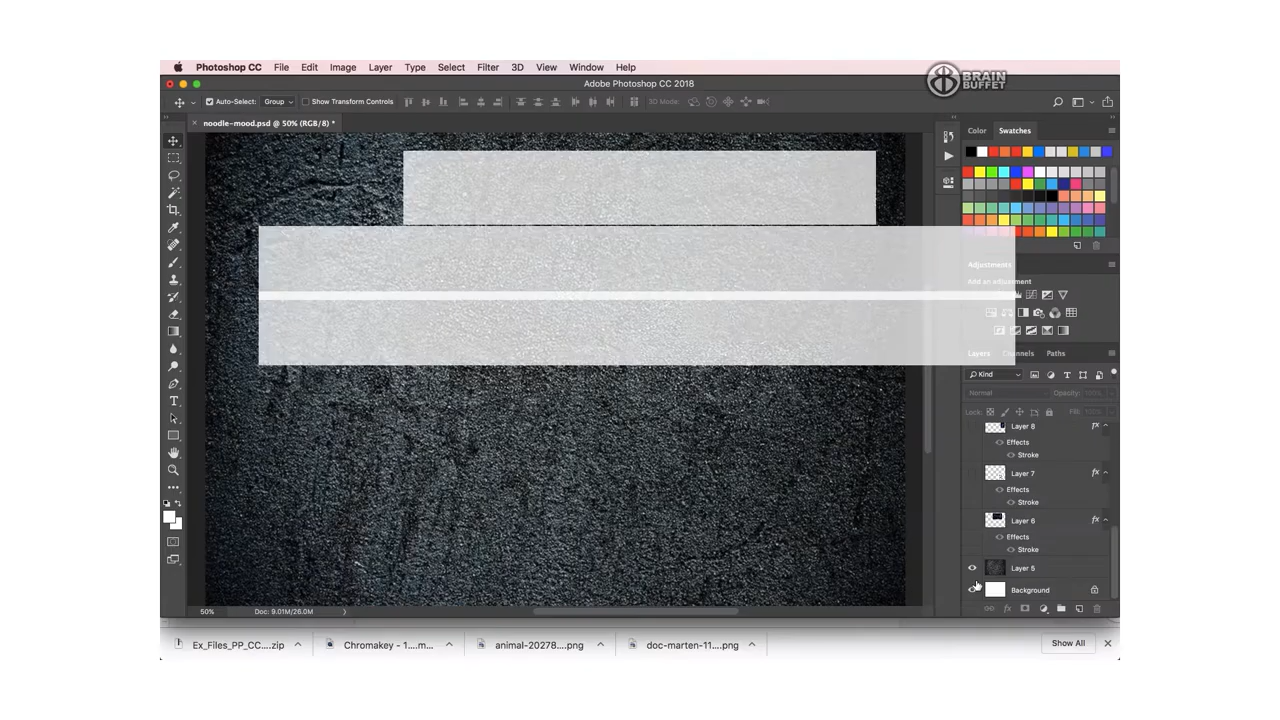 Photoshop CC File Edit Image Layer Type Select Filter 3D View Window Help
BRAIN
BUFFET
Adobe Photoshop CC 2018
Auto-Select: Group Show Transform Controls 3D Mode:
noodle-mood.psd @ 50% (RGB/8) *
Color Swatches
Adjustments
Add an adjustment
Layers Channels Paths
Kind
Normal Opacity: 100%
Lock: Fill: 100%
Layer 8 fx
Effects
Stroke
Layer 7 fx
Effects
Stroke
Layer 6 fx
Effects
Stroke
Layer 5
Background
50% Doc: 9.01M/26.0M
fx
Ex_Files_PP_CC....zip Chromakey - 1....m... animal-20278....png doc-marten-11....png Show All